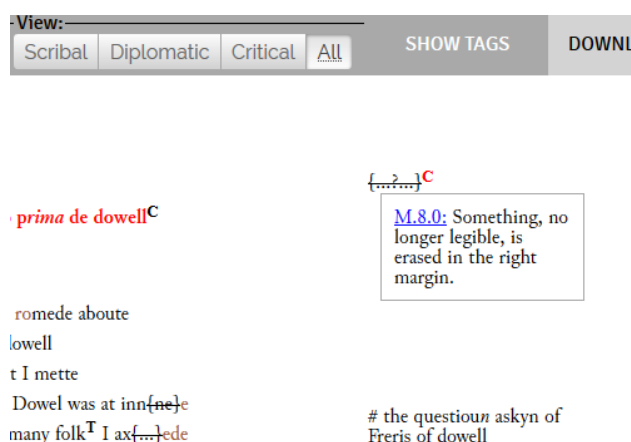 View:
Scribal Diplomatic Critical All
SHOW TAGS
DOWNL
{...?...}C
prima de dowellC
M.8.0: Something, no
longer legible, is
erased in the right
margin.
romede aboute
lowell
t I mette
Dowel was at inn{ne}e
many folkT I ax{...}ede
# the questioun askyn of
Freris of dowell